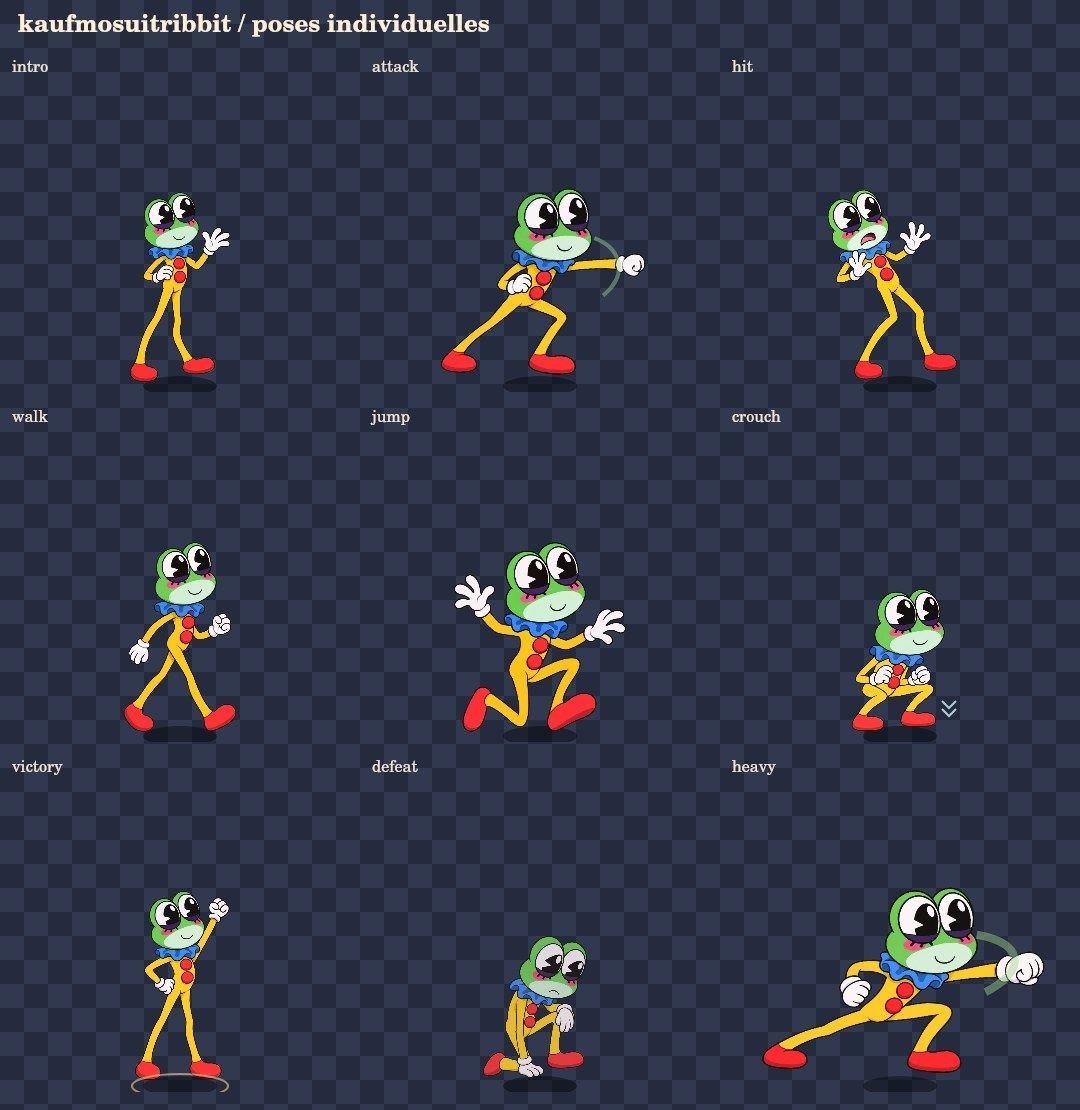 kaufmosuitribbit / poses individuelles
intro
attack
hit
walk
jump
crouch
victory
defeat
heavy